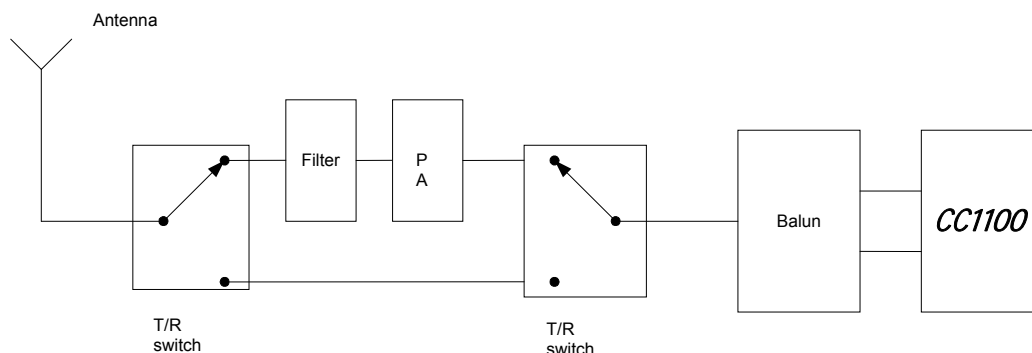 Antenna
Filter
P
A
Balun
CC1100
T/R
switch
T/R
switch